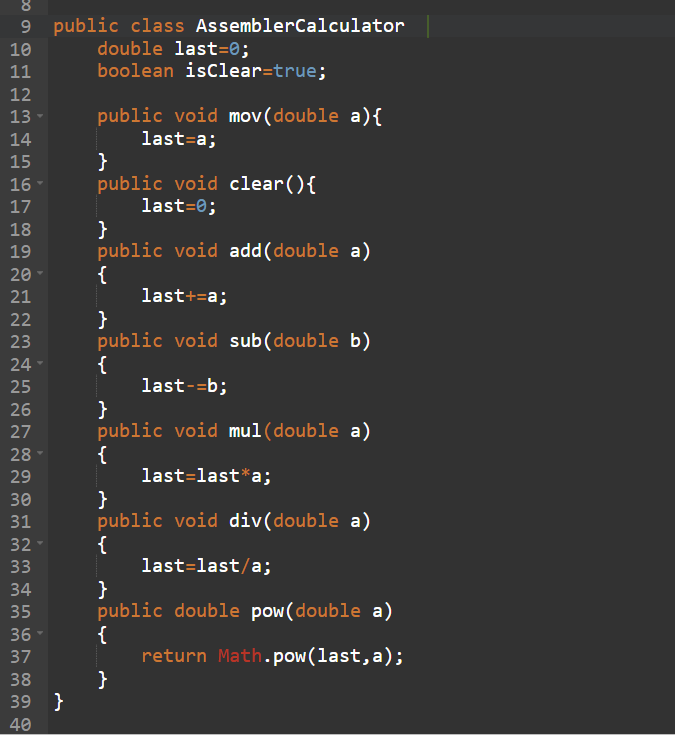 8
9 public class AssemblerCalculator
10 double last=0;
11 boolean isClear=true;
12
13 public void mov(double a){
14 last=a;
15 }
16 public void clear(){
17 last=0;
18 }
19 public void add(double a)
20 {
21 last+=a;
22 }
23 public void sub(double b)
24 {
25 last-=b;
26 }
27 public void mul(double a)
28 {
29 last=last*a;
30 }
31 public void div(double a)
32 {
33 last=last/a;
34 }
35 public double pow(double a)
36 {
37 return Math.pow(last,a);
38 }
39 }
40